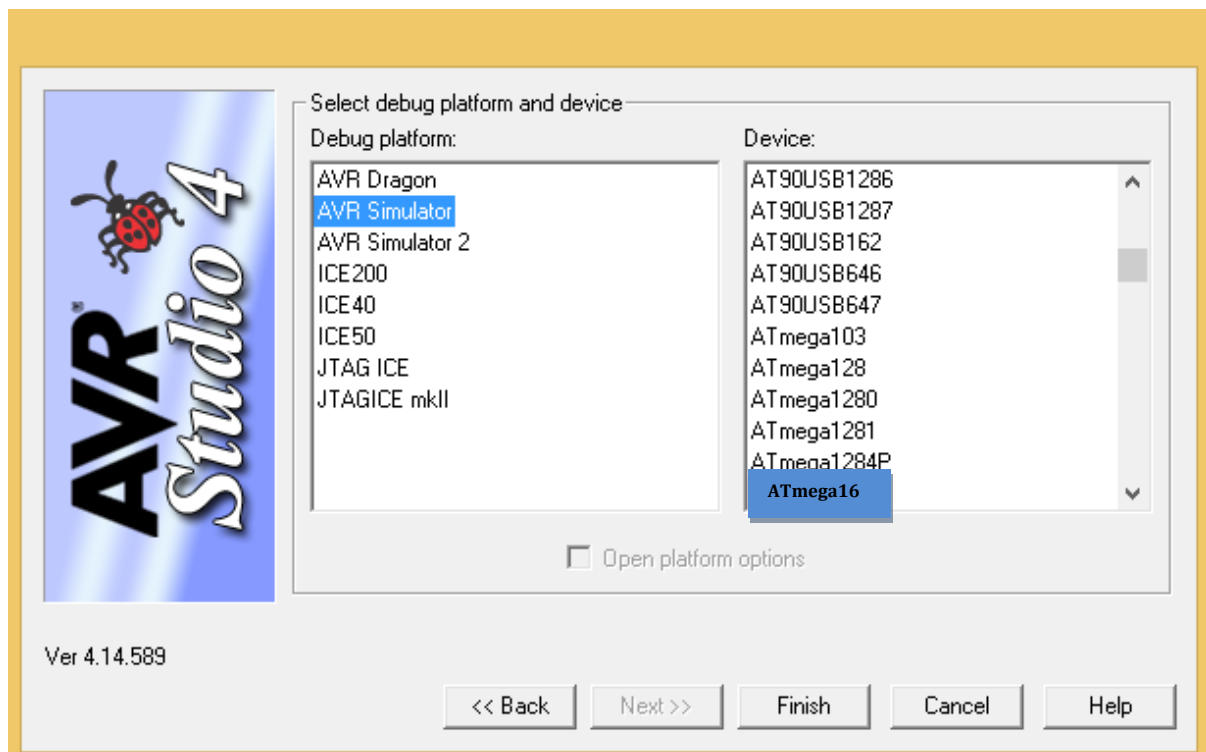 AVR® Studio 4
Select debug platform and device
Debug platform:
AVR Dragon
AVR Simulator
AVR Simulator 2
ICE200
ICE40
ICE50
JTAG ICE
JTAGICE mkII
Device:
AT90USB1286
AT90USB1287
AT90USB162
AT90USB646
AT90USB647
ATmega103
ATmega128
ATmega1280
ATmega1281
ATmega1284P
ATmega16
Open platform options
Ver 4.14.589
<< Back
Next >>
Finish
Cancel
Help